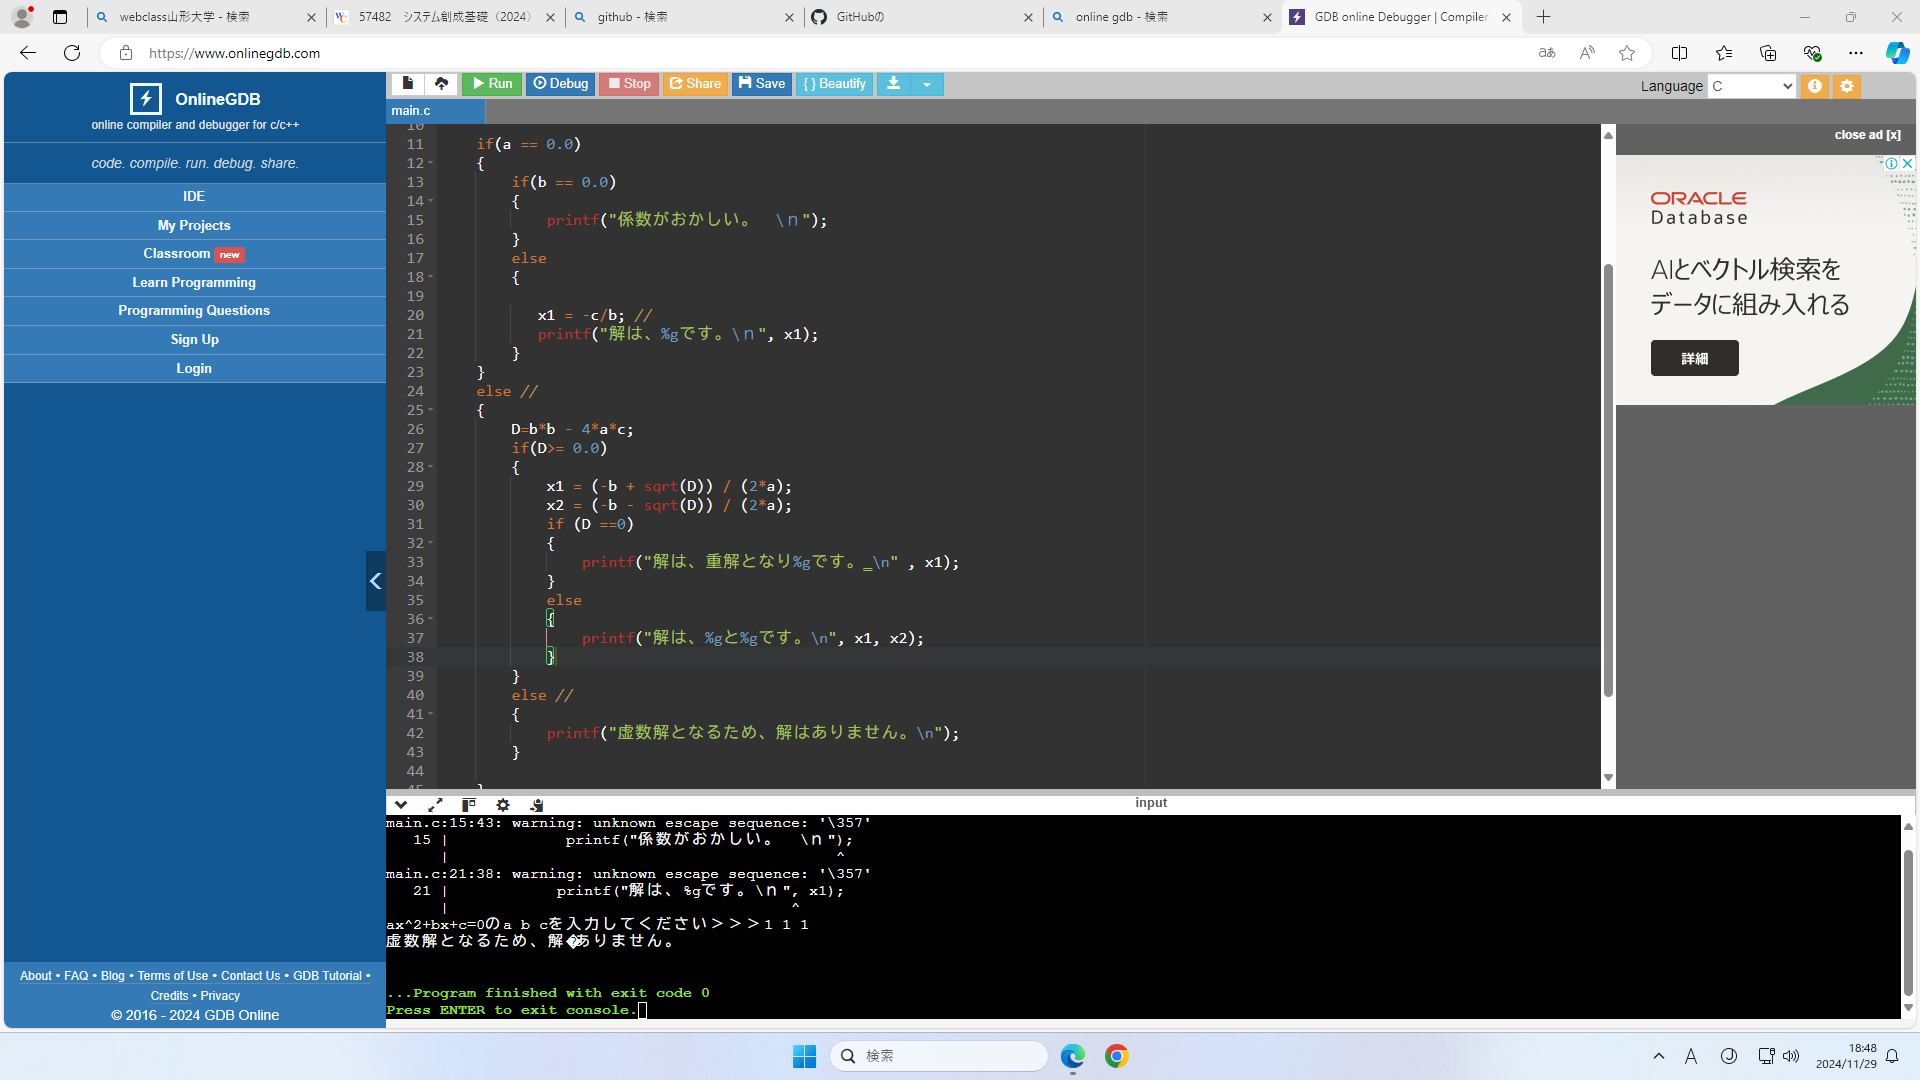 webclass山形大学 - 検索
57482　システム創成基礎（2024）
github - 検索
GitHubの
online gdb - 検索
GDB online Debugger | Compiler
https://www.onlinegdb.com
OnlineGDB
online compiler and debugger for c/c++
code. compile. run. debug. share.
IDE
My Projects
Classroom new
Learn Programming
Programming Questions
Sign Up
Login
About • FAQ • Blog • Terms of Use • Contact Us • GDB Tutorial •
Credits • Privacy
© 2016 - 2024 GDB Online
Run Debug Stop Share Save { } Beautify
Language C
main.c
10
11 if(a == 0.0)
12 {
13 if(b == 0.0)
14 {
15 printf("係数がおかしい。　\ｎ");
16 }
17 else
18 {
19
20 x1 = -c/b; //
21 printf("解は、%gです。\ｎ", x1);
22 }
23 }
24 else //
25 {
26 D=b*b - 4*a*c;
27 if(D>= 0.0)
28 {
29 x1 = (-b + sqrt(D)) / (2*a);
30 x2 = (-b - sqrt(D)) / (2*a);
31 if (D ==0)
32 {
33 printf("解は、重解となり%gです。_\n" , x1);
34 }
35 else
36 {
37 printf("解は、%gと%gです。\n", x1, x2);
38 }
39 }
40 else //
41 {
42 printf("虚数解となるため、解はありません。\n");
43 }
44
45 }
close ad [x]
ORACLE
Database
AIとベクトル検索を
データに組み入れる
詳細
input
main.c:15:43: warning: unknown escape sequence: '\357'
15 | printf("係数がおかしい。　\ｎ");
| ^
main.c:21:38: warning: unknown escape sequence: '\357'
21 | printf("解は、%gです。\ｎ", x1);
| ^
ax^2+bx+c=0のa b cを入力してください＞＞＞1 1 1
虚数解となるため、解�ありません。
...Program finished with exit code 0
Press ENTER to exit console.
検索
A
18:48
2024/11/29